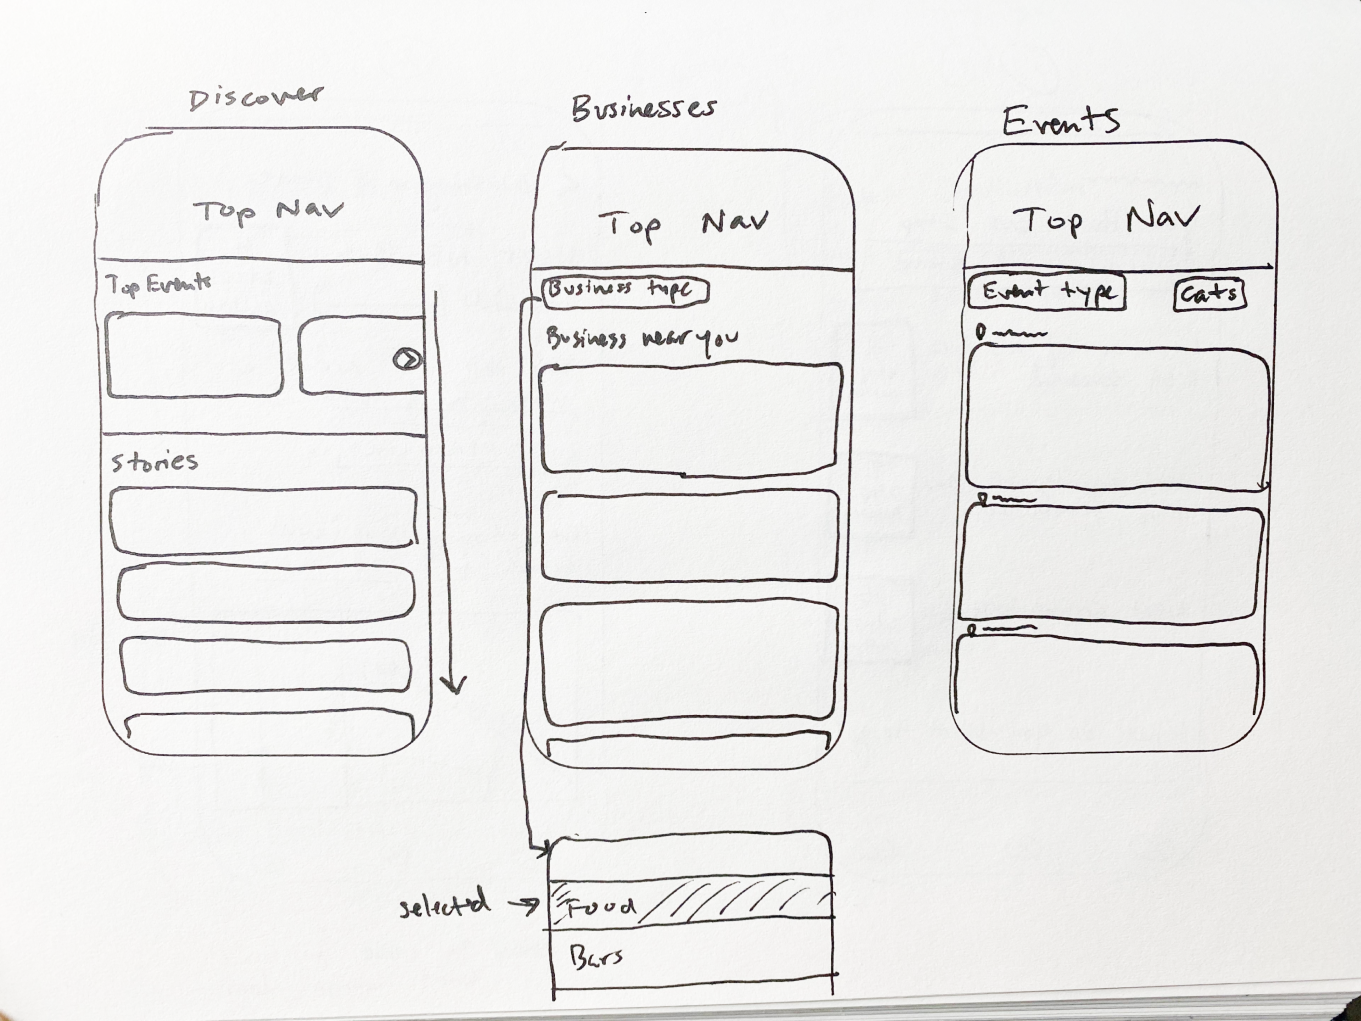 Discover
Top Nav
Top Events
Stories
Businesses
Top Nav
Business type
Business near you
selected
Food
Bars
Events
Top Nav
Event type
Cats